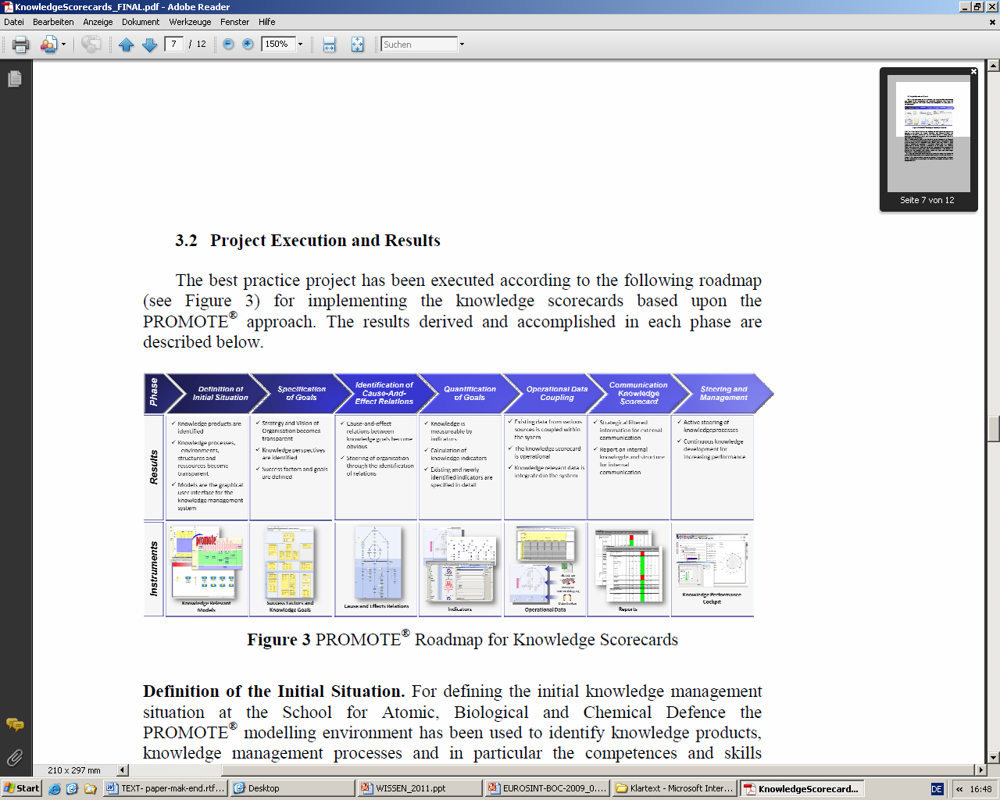 KnowledgeScorecards_FINAL.pdf - Adobe Reader
Datei Bearbeiten Anzeige Dokument Werkzeuge Fenster Hilfe
7 / 12 150% Suchen
Seite 7 von 12
3.2 Project Execution and Results
The best practice project has been executed according to the following roadmap
(see Figure 3) for implementing the knowledge scorecards based upon the
PROMOTE® approach. The results derived and accomplished in each phase are
described below.
Phase
Definition of
Initial Situation
Specification
of Goals
Identification of
Cause-And-
Effect Relations
Quantification
of Goals
Operational Data
Coupling
Communication
Knowledge
Scorecard
Steering and
Management
Results
✓ Knowledge products are
identified
✓ Knowledge processes,
environments,
structures and
ressources become
transparent
✓ Models are the graphical
user interface for the
knowledge management
system
✓ Strategy and Vision of
Organisation becomes
transparent
✓ Knowledge perspectives
are identified
✓ Success factors and goals
are defined
✓ Cause-and-effect
relations between
knowledge goals become
obvious
✓ Steering of organisation
through the identification
of relations
✓ Knowledge is
measureable by
indicators
✓ Calculation of
knowledge indicators
✓ Existing and newly
identified indicators are
specified in detail
✓ Existing data from various
sources is coupled within
the system
✓ The knowledge scorecard
is operational
✓ Knowledge relevant data is
integrated in the system
✓ Strategical filtered
information for external
communication
✓ Report on internal
knowlegde and structure
for internal
communication
✓ Active steering of
knowledgeprocesses
✓ Continuous knowledge
development for
increasing performance
Instruments
promote
Knowledge Relevant
Models
Success Factors and
Knowledge Goals
Cause and Effects Relations
Indicators
Operational Data
Reports
Knowledge Performance
Cockpit
Figure 3 PROMOTE® Roadmap for Knowledge Scorecards
Definition of the Initial Situation. For defining the initial knowledge management
situation at the School for Atomic, Biological and Chemical Defence the
PROMOTE® modelling environment has been used to identify knowledge products,
knowledge management processes and in particular the competences and skills
210 x 297 mm
Start TEXT- paper-mak-end.rtf... Desktop WISSEN_2011.ppt EUROSINT-BOC-2009_0.... Klartext - Microsoft Inter... KnowledgeScorecard... DE « 16:48